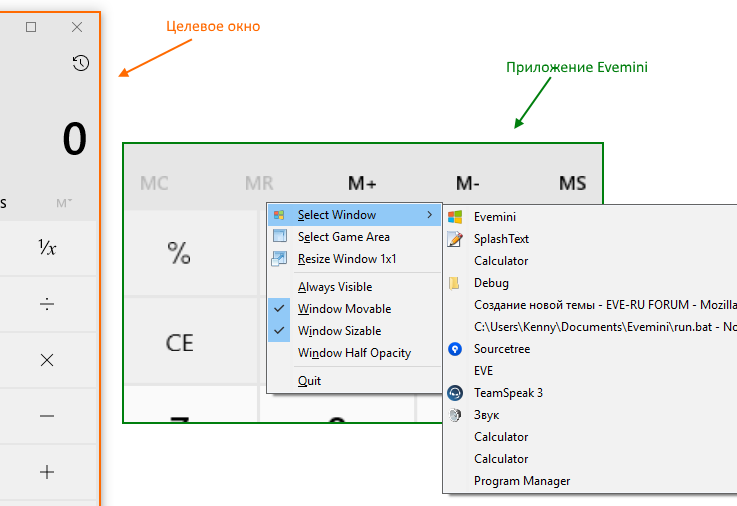 Целевое окно
Приложение Evemini
0
S
M˅
¹/x
÷
×
−
+
MC MR M+ M- MS
%
CE
Select Window
Select Game Area
Resize Window 1x1
Always Visible
Window Movable
Window Sizable
Window Half Opacity
Quit
Evemini
SplashText
Calculator
Debug
Создание новой темы - EVE-RU FORUM - Mozilla
C:\Users\Kenny\Documents\Evemini\run.bat - No
Sourcetree
EVE
TeamSpeak 3
Звук
Calculator
Calculator
Program Manager